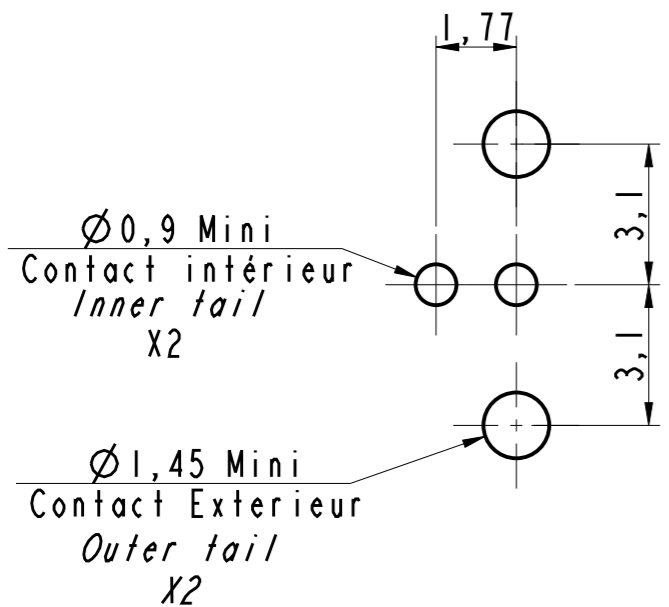 1,77
3,1
Ø0,9 Mini
Contact intérieur
Inner tail
X2
3,1
Ø1,45 Mini
Contact Exterieur
Outer tail
X2